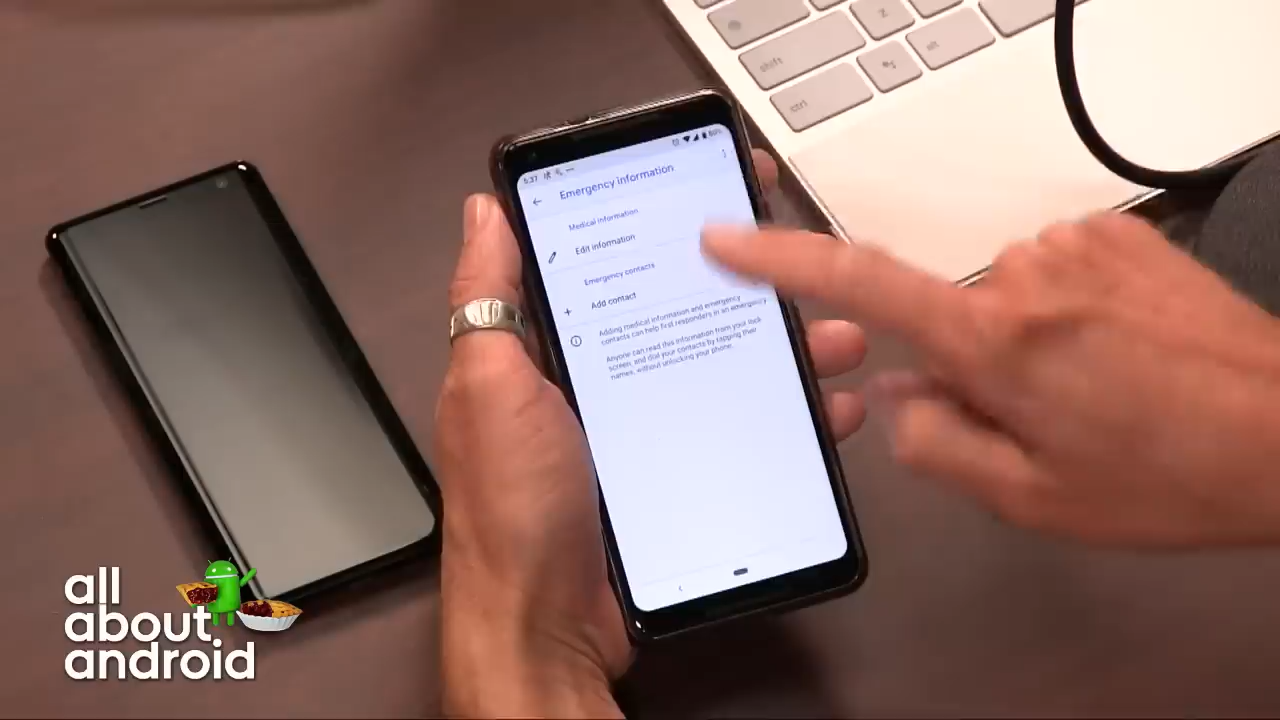 z
shift
alt
ctrl
5:37
Emergency information
Medical information
Edit information
Emergency contacts
Add contact
Adding medical information and emergency
contacts can help first responders in an emergency
Anyone can read this information from your lock
screen, and dial your contacts by tapping their
names, without unlocking your phone.
all
about
android